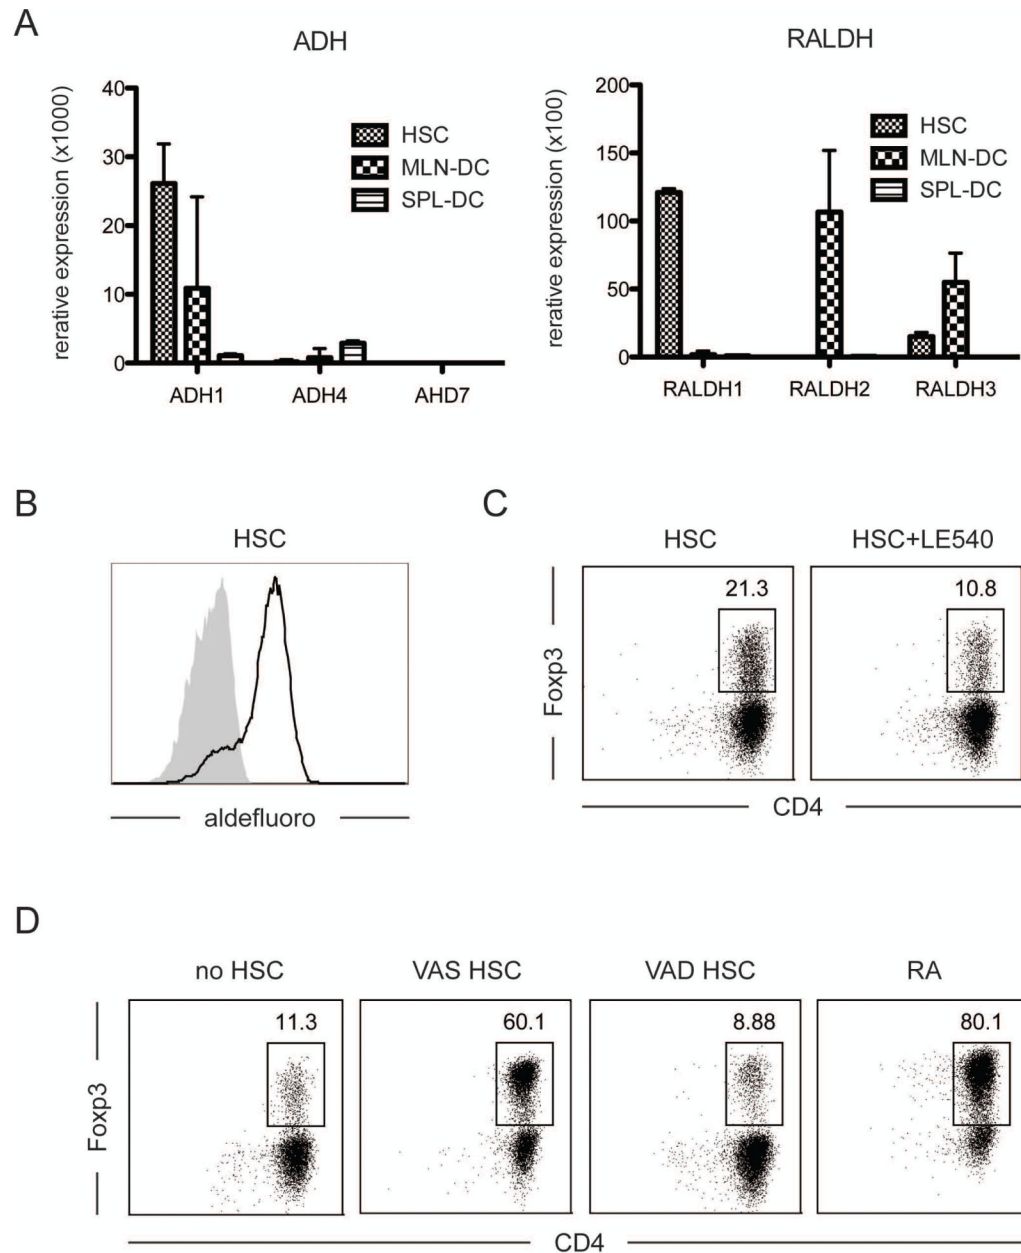 A
ADH
rerative expression (x1000)
40
30
20
10
0
HSC
MLN-DC
SPL-DC
ADH1 ADH4 AHD7
RALDH
rerative expression (x100)
200
150
100
50
0
HSC
MLN-DC
SPL-DC
RALDH1 RALDH2 RALDH3
B
HSC
aldefluoro
C
HSC HSC+LE540
21.3 10.8
Foxp3
CD4
D
no HSC VAS HSC VAD HSC RA
11.3 60.1 8.88 80.1
Foxp3
CD4